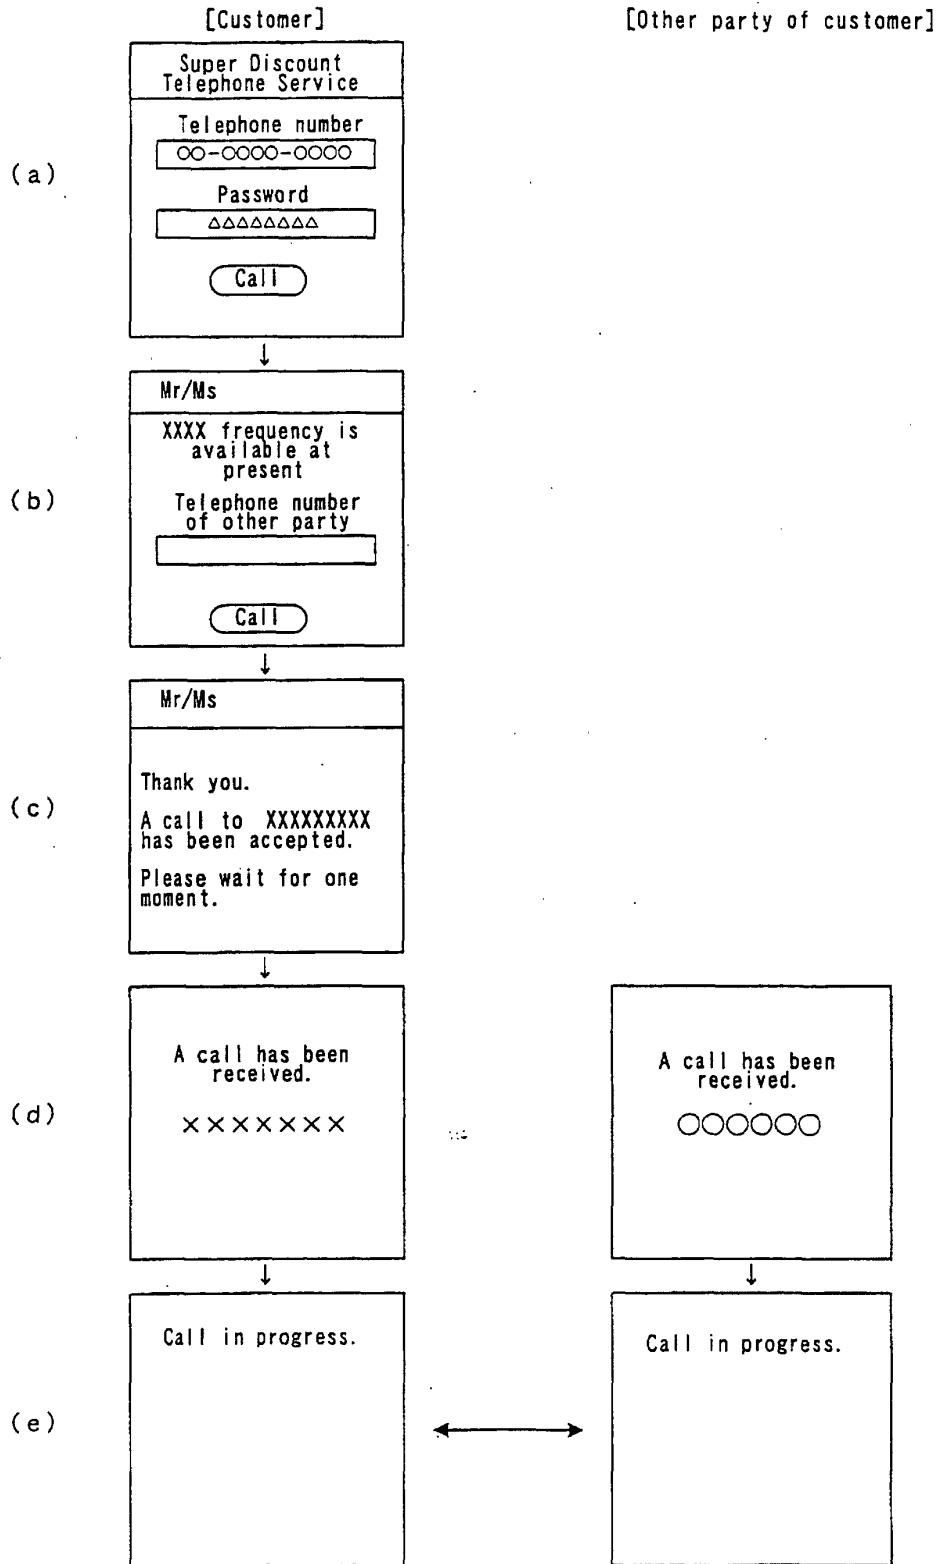 [Customer]
[Other party of customer]
(a)
Super Discount
Telephone Service
Telephone number
○○-○○○○-○○○○
Password
△△△△△△△△
Call
↓
(b)
Mr/Ms
XXXX frequency is
available at
present
Telephone number
of other party
Call
↓
(c)
Mr/Ms
Thank you.
A call to XXXXXXXXX
has been accepted.
Please wait for one
moment.
↓
(d)
A call has been
received.
×××××××
A call has been
received.
○○○○○○
↓
↓
(e)
Call in progress.
Call in progress.